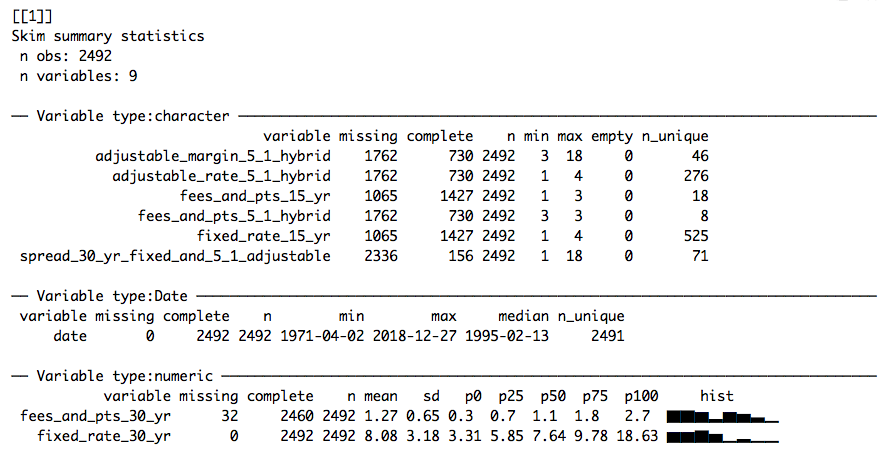 [[1]]
Skim summary statistics
 n obs: 2492
 n variables: 9
── Variable type:character ──────────────────────────────
variable missing complete n min max empty n_unique
adjustable_margin_5_1_hybrid 1762 730 2492 3 18 0 46
adjustable_rate_5_1_hybrid 1762 730 2492 1 4 0 276
fees_and_pts_15_yr 1065 1427 2492 1 3 0 18
fees_and_pts_5_1_hybrid 1762 730 2492 3 3 0 8
fixed_rate_15_yr 1065 1427 2492 1 4 0 525
spread_30_yr_fixed_and_5_1_adjustable 2336 156 2492 1 18 0 71
── Variable type:Date ──────────────────────────────
variable missing complete n min max median n_unique
date 0 2492 2492 1971-04-02 2018-12-27 1995-02-13 2491
── Variable type:numeric ──────────────────────────────
variable missing complete n mean sd p0 p25 p50 p75 p100 hist
fees_and_pts_30_yr 32 2460 2492 1.27 0.65 0.3 0.7 1.1 1.8 2.7
fixed_rate_30_yr 0 2492 2492 8.08 3.18 3.31 5.85 7.64 9.78 18.63